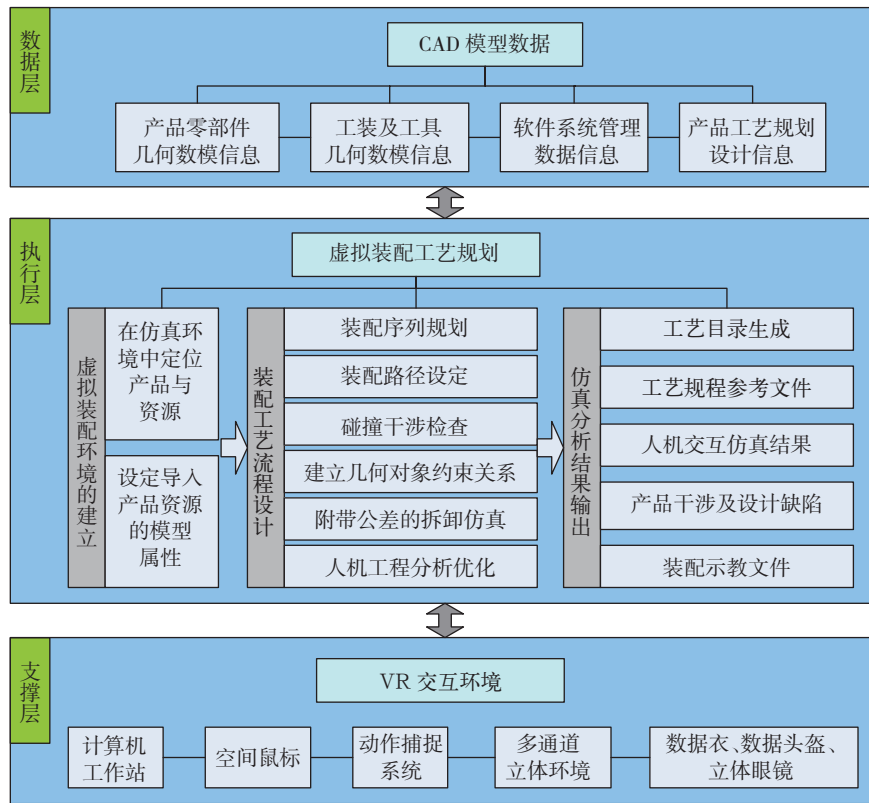 数据层
CAD 模型数据
产品零部件
几何数模信息
工装及工具
几何数模信息
软件系统管理
数据信息
产品工艺规划
设计信息
执行层
虚拟装配工艺规划
虚拟装配环境的建立
在仿真环
境中定位
产品与
资源
设定导入
产品资源
的模型
属性
装配工艺流程设计
装配序列规划
装配路径设定
碰撞干涉检查
建立几何对象约束关系
附带公差的拆卸仿真
人机工程分析优化
仿真分析结果输出
工艺目录生成
工艺规程参考文件
人机交互仿真结果
产品干涉及设计缺陷
装配示教文件
支撑层
VR 交互环境
计算机
工作站
空间鼠标
动作捕捉
系统
多通道
立体环境
数据衣、数据头盔、
立体眼镜